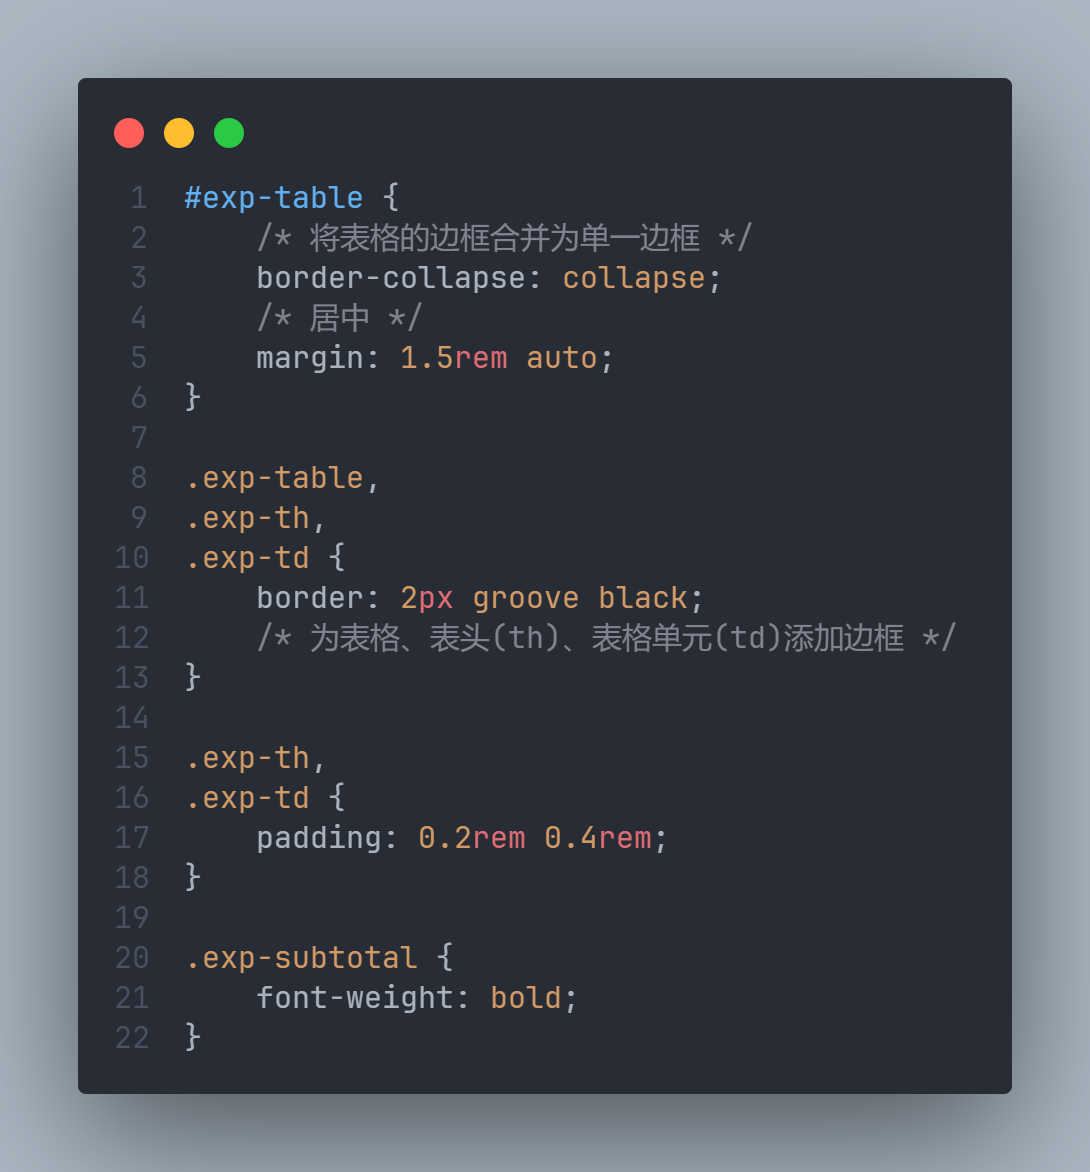 1 #exp-table {
2     /* 将表格的边框合并为单一边框 */
3     border-collapse: collapse;
4     /* 居中 */
5     margin: 1.5rem auto;
6 }
7
8 .exp-table,
9 .exp-th,
10 .exp-td {
11     border: 2px groove black;
12     /* 为表格、表头(th)、表格单元(td)添加边框 */
13 }
14
15 .exp-th,
16 .exp-td {
17     padding: 0.2rem 0.4rem;
18 }
19
20 .exp-subtotal {
21     font-weight: bold;
22 }